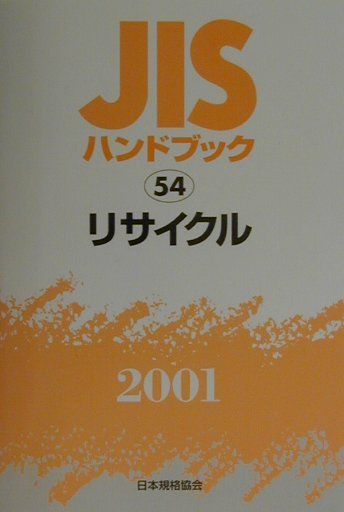 JIS
ハンドブック
54
リサイクル
2001
日本規格協会